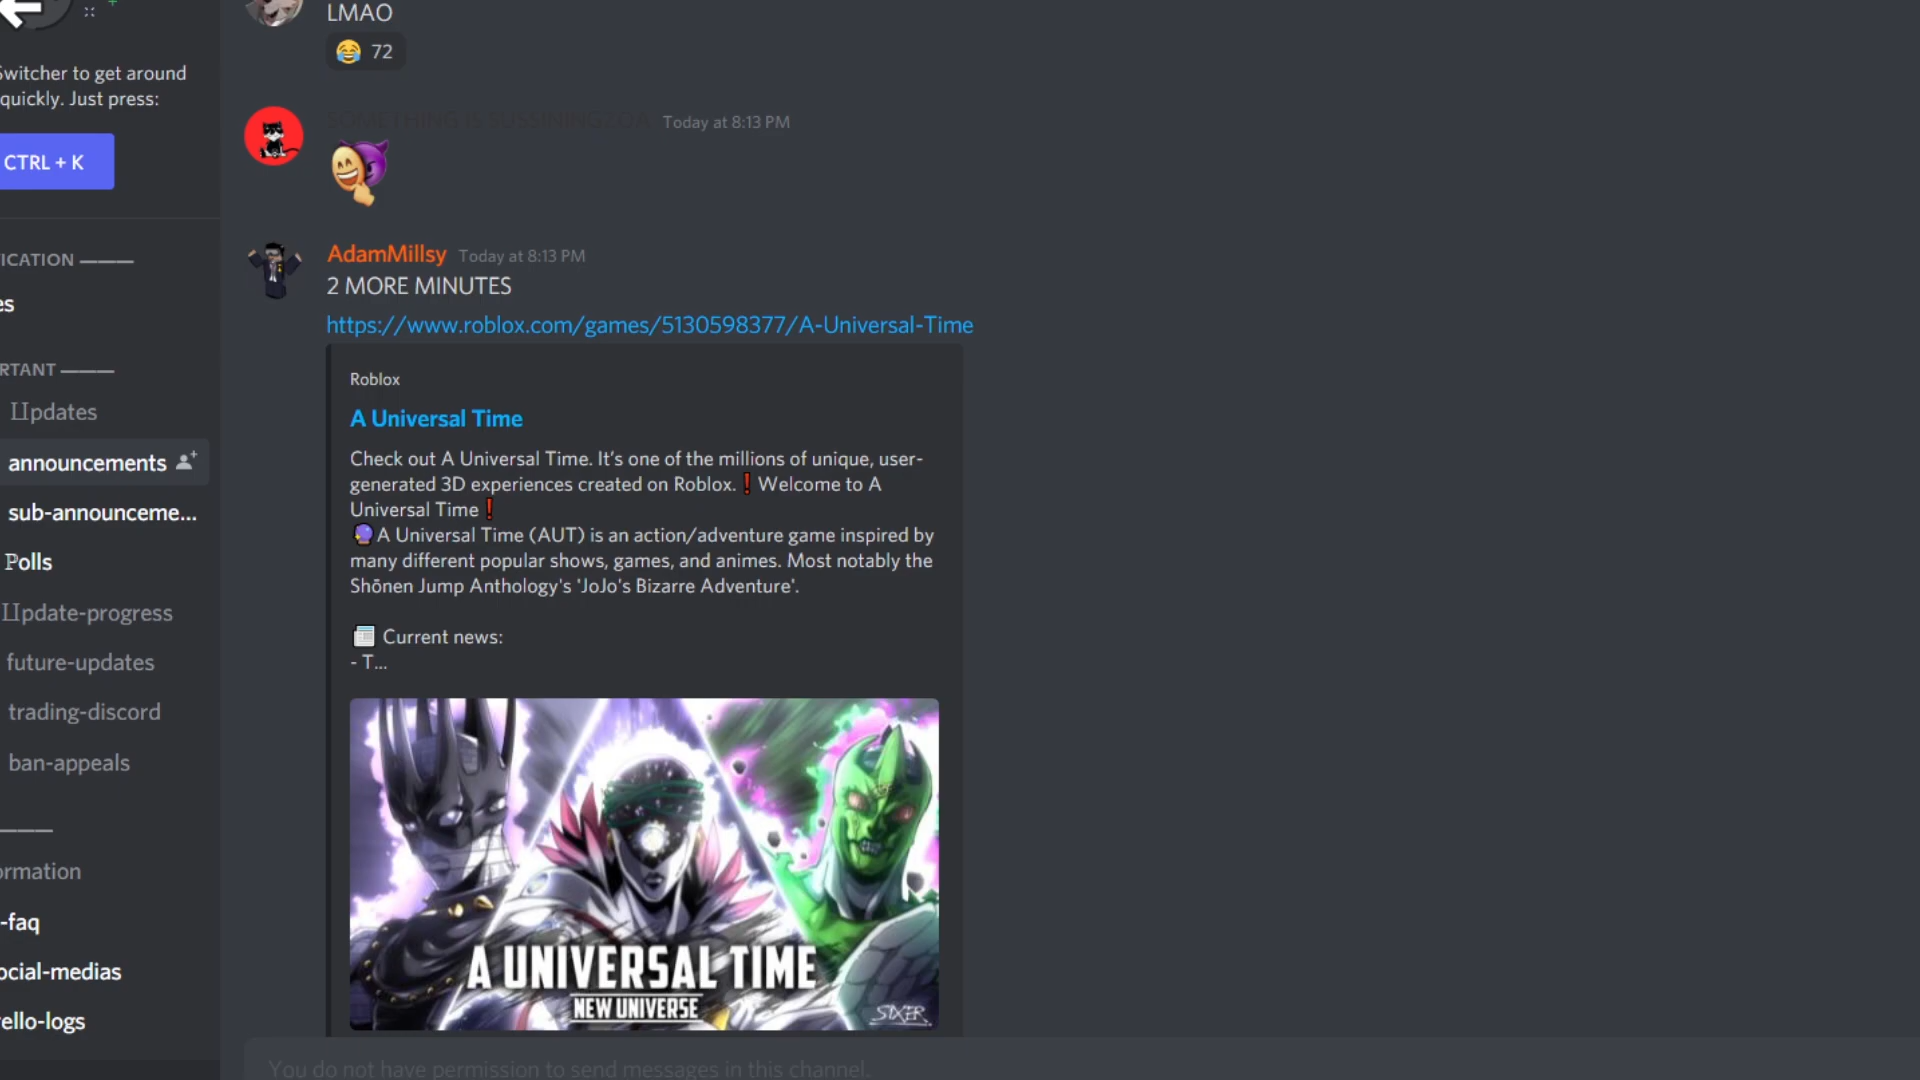 Switcher to get around
quickly. Just press:
CTRL + K
ICATION ———
es
RTANT ———
Updates
announcements
sub-announceme...
Polls
Update-progress
future-updates
trading-discord
ban-appeals
ormation
-faq
ocial-medias
ello-logs
LMAO
😂 72
Today at 8:13 PM
AdamMillsy Today at 8:13 PM
2 MORE MINUTES
https://www.roblox.com/games/5130598377/A-Universal-Time
Roblox
A Universal Time
Check out A Universal Time. It's one of the millions of unique, user-
generated 3D experiences created on Roblox.❗Welcome to A
Universal Time❗
🔮A Universal Time (AUT) is an action/adventure game inspired by
many different popular shows, games, and animes. Most notably the
Shōnen Jump Anthology's 'JoJo's Bizarre Adventure'.
📰 Current news:
- T...
A UNIVERSAL TIME
NEW UNIVERSE
SIXER.
You do not have permission to send messages in this channel.